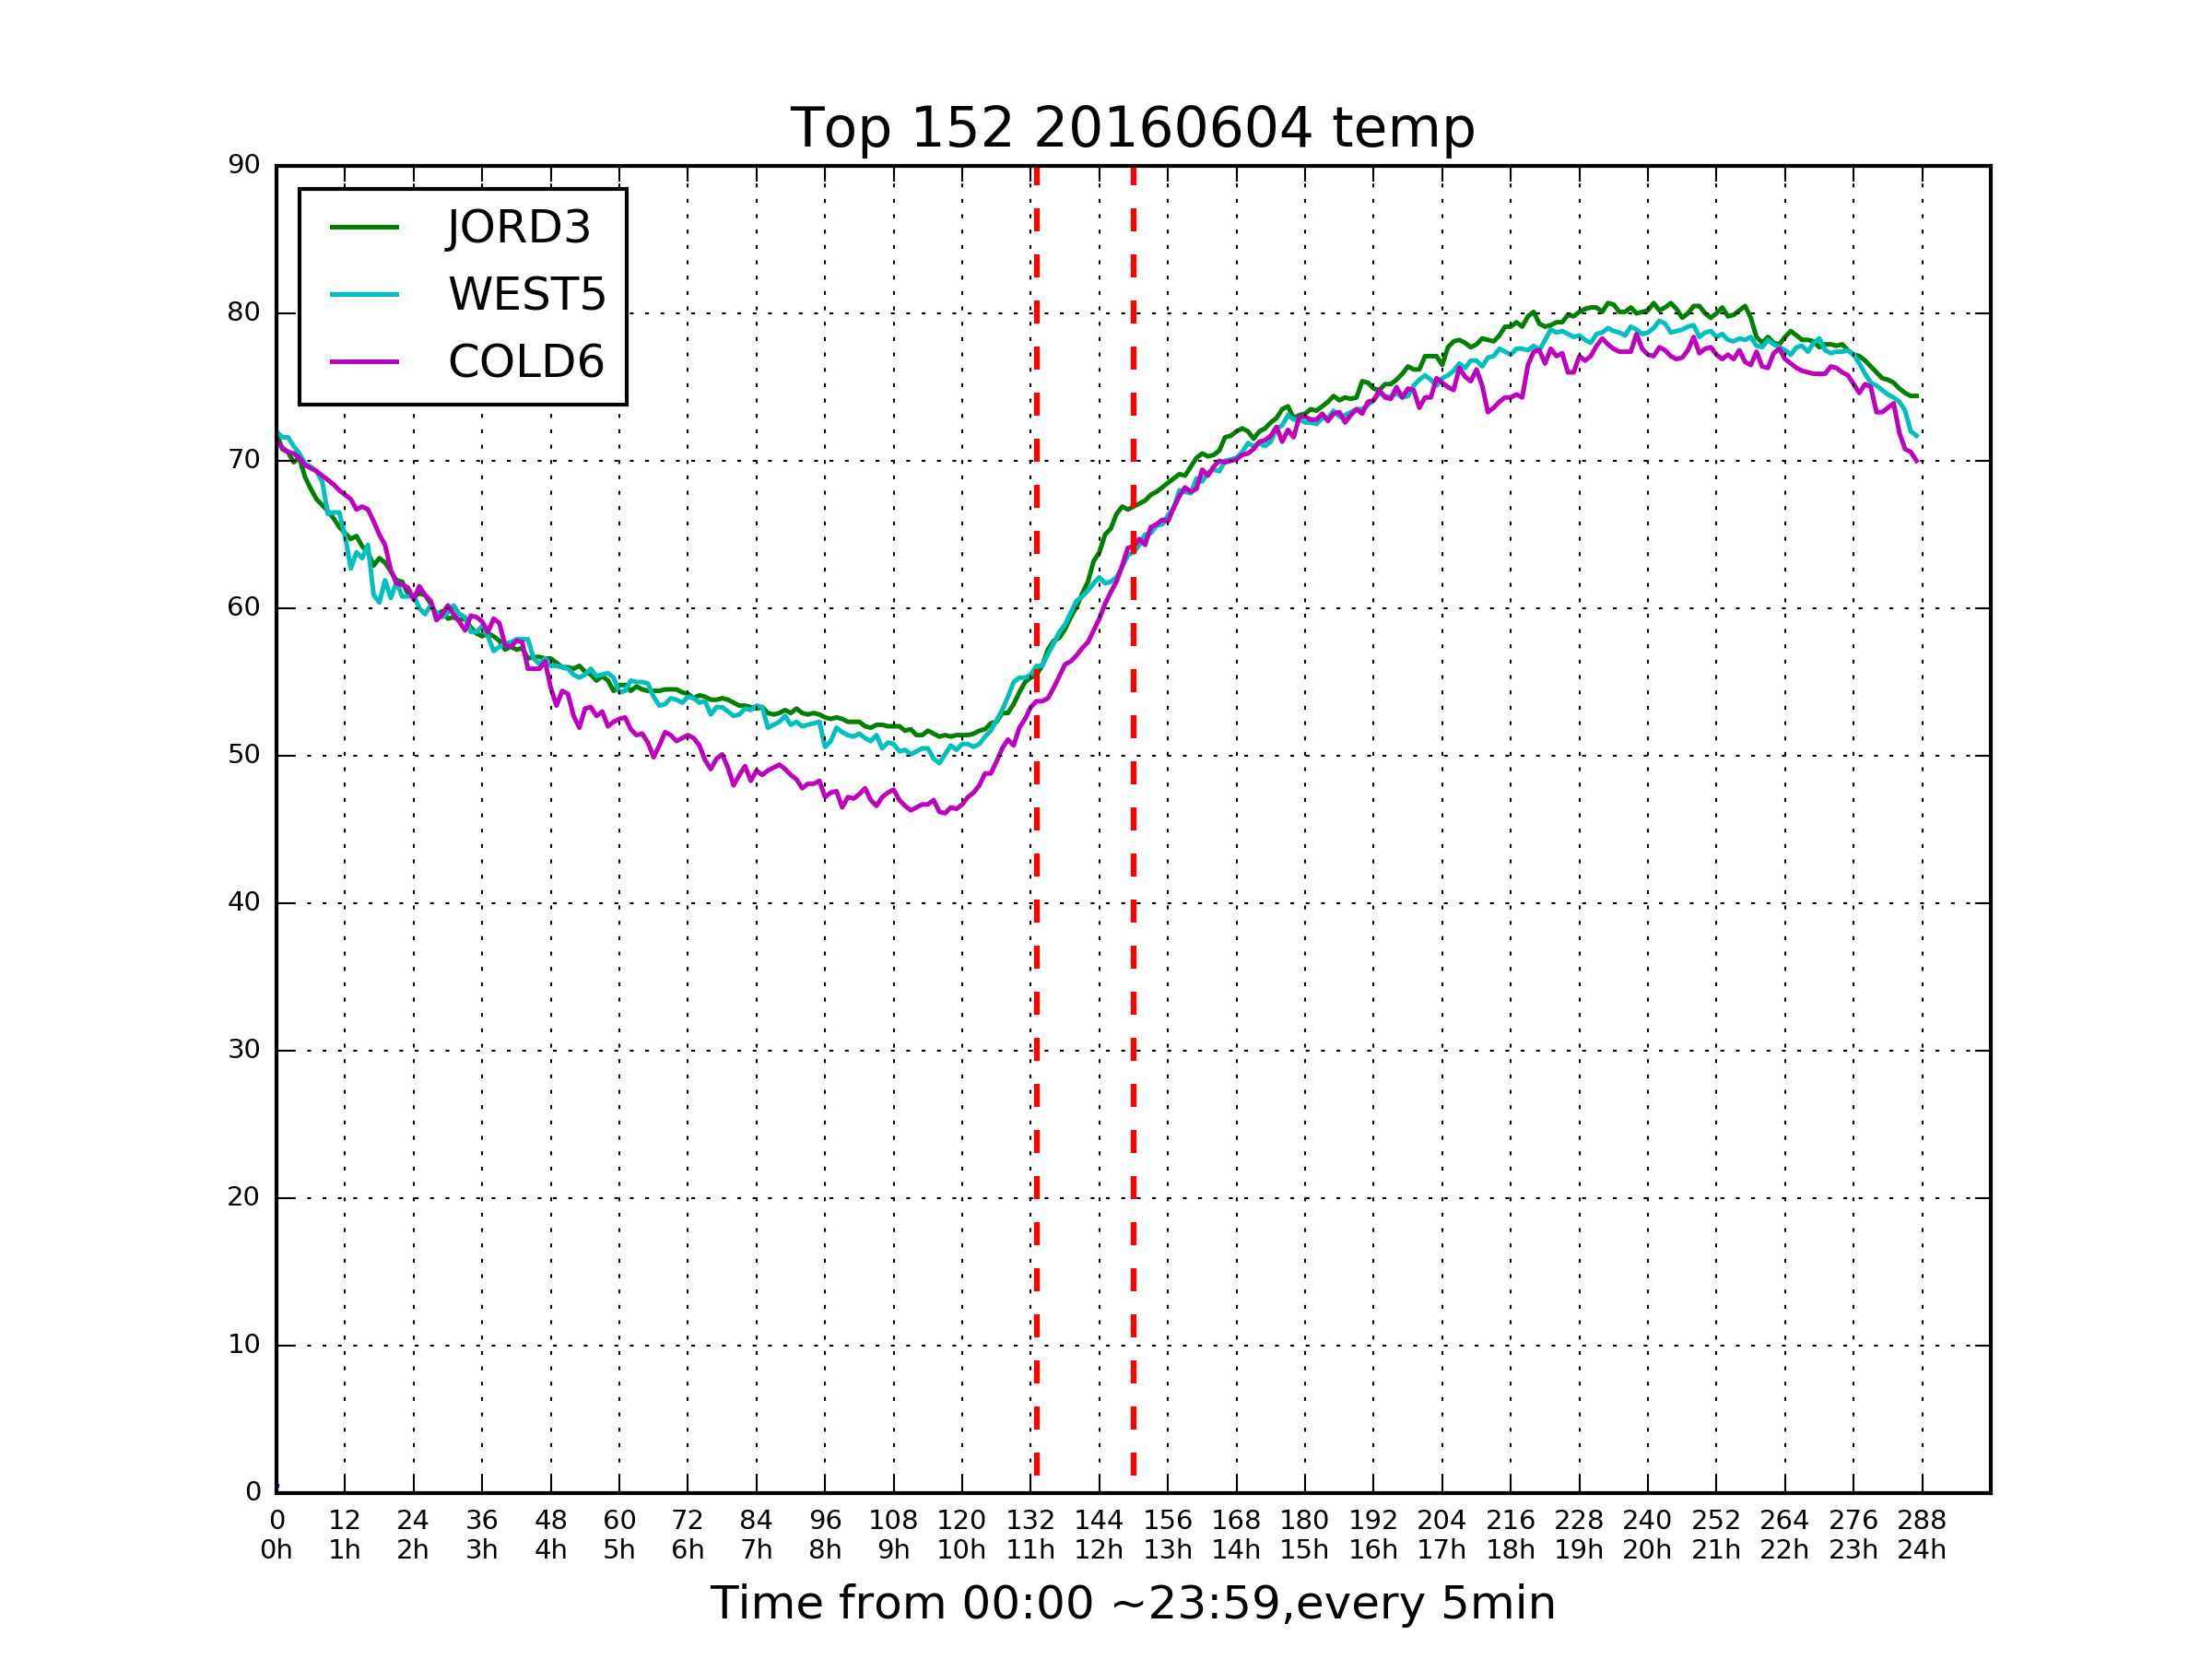 Top 152 20160604 temp
90
80
70
60
50
40
30
20
10
0
JORD3
WEST5
COLD6
0 12 24 36 48 60 72 84 96 108 120 132 144 156 168 180 192 204 216 228 240 252 264 276 288
0h 1h 2h 3h 4h 5h 6h 7h 8h 9h 10h 11h 12h 13h 14h 15h 16h 17h 18h 19h 20h 21h 22h 23h 24h
Time from 00:00 ~23:59,every 5min